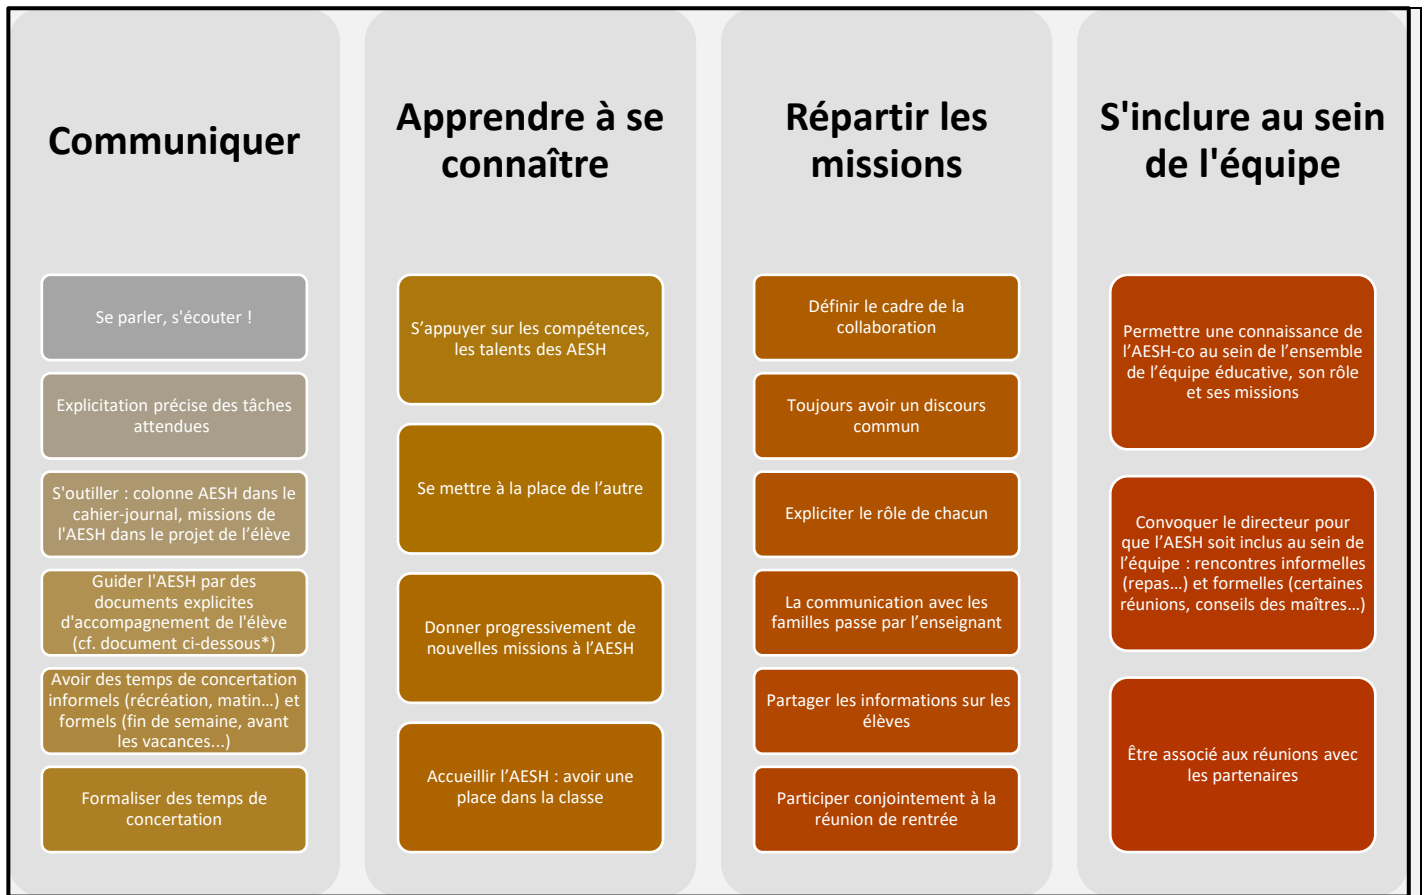 Communiquer
Se parler, s'écouter !
Explicitation précise des tâches
attendues
S'outiller : colonne AESH dans le
cahier-journal, missions de
l'AESH dans le projet de l’élève
Guider l'AESH par des
documents explicites
d'accompagnement de l'élève
(cf. document ci-dessous*)
Avoir des temps de concertation
informels (récréation, matin…) et
formels (fin de semaine, avant
les vacances...)
Formaliser des temps de
concertation
Apprendre à se
connaître
S’appuyer sur les compétences,
les talents des AESH
Se mettre à la place de l’autre
Donner progressivement de
nouvelles missions à l’AESH
Accueillir l’AESH : avoir une
place dans la classe
Répartir les
missions
Définir le cadre de la
collaboration
Toujours avoir un discours
commun
Expliciter le rôle de chacun
La communication avec les
familles passe par l’enseignant
Partager les informations sur les
élèves
Participer conjointement à la
réunion de rentrée
S'inclure au sein
de l'équipe
Permettre une connaissance de
l’AESH-co au sein de l’ensemble
de l’équipe éducative, son rôle
et ses missions
Convoquer le directeur pour
que l’AESH soit inclus au sein de
l’équipe : rencontres informelles
(repas…) et formelles (certaines
réunions, conseils des maîtres…)
Être associé aux réunions avec
les partenaires